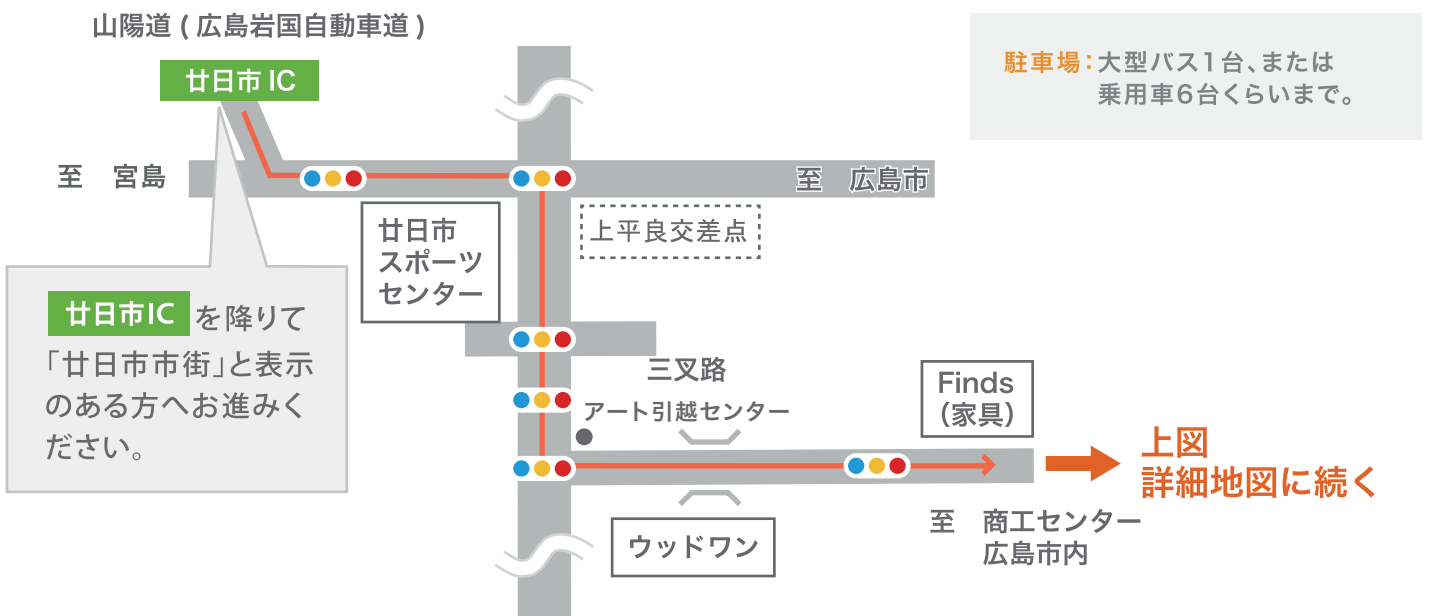 山陽道(広島岩国自動車道)
廿日市 IC
駐車場：大型バス1台、または
乗用車6台くらいまで。
至　宮島
至　広島市
廿日市
スポーツ
センター
上平良交差点
廿日市IC を降りて
「廿日市市街」と表示
のある方へお進みく
ださい。
三叉路
アート引越センター
Finds
（家具）
上図
詳細地図に続く
ウッドワン
至　商工センター
広島市内